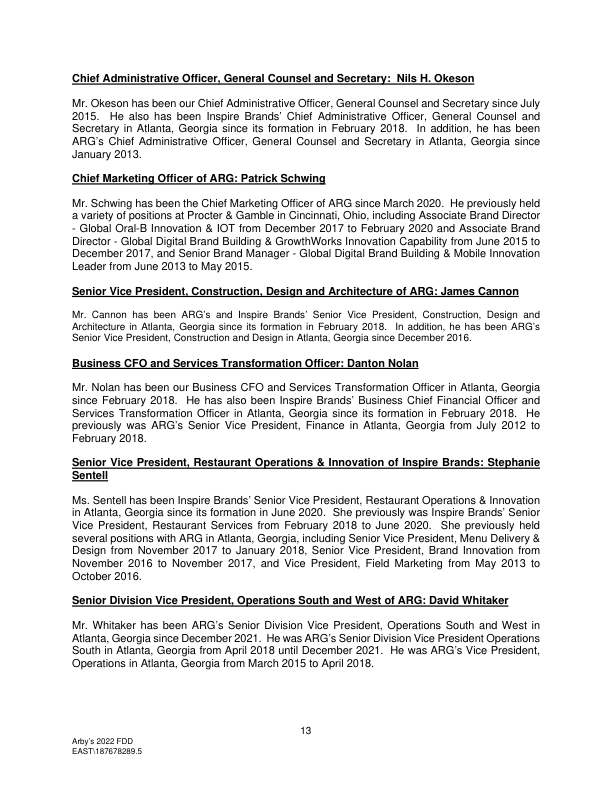 Chief Administrative Officer, General Counsel and Secretary:  Nils H. Okeson
Mr. Okeson has been our Chief Administrative Officer, General Counsel and Secretary since July
2015.  He also has been Inspire Brands' Chief Administrative Officer, General Counsel and
Secretary in Atlanta, Georgia since its formation in February 2018.  In addition, he has been
ARG's Chief Administrative Officer, General Counsel and Secretary in Atlanta, Georgia since
January 2013.
Chief Marketing Officer of ARG: Patrick Schwing
Mr. Schwing has been the Chief Marketing Officer of ARG since March 2020.  He previously held
a variety of positions at Procter & Gamble in Cincinnati, Ohio, including Associate Brand Director
- Global Oral-B Innovation & IOT from December 2017 to February 2020 and Associate Brand
Director - Global Digital Brand Building & GrowthWorks Innovation Capability from June 2015 to
December 2017, and Senior Brand Manager - Global Digital Brand Building & Mobile Innovation
Leader from June 2013 to May 2015.
Senior Vice President, Construction, Design and Architecture of ARG: James Cannon
Mr. Cannon has been ARG's and Inspire Brands' Senior Vice President, Construction, Design and
Architecture in Atlanta, Georgia since its formation in February 2018.  In addition, he has been ARG's
Senior Vice President, Construction and Design in Atlanta, Georgia since December 2016.
Business CFO and Services Transformation Officer: Danton Nolan
Mr. Nolan has been our Business CFO and Services Transformation Officer in Atlanta, Georgia
since February 2018.  He has also been Inspire Brands' Business Chief Financial Officer and
Services Transformation Officer in Atlanta, Georgia since its formation in February 2018.  He
previously was ARG's Senior Vice President, Finance in Atlanta, Georgia from July 2012 to
February 2018.
Senior Vice President, Restaurant Operations & Innovation of Inspire Brands: Stephanie
Sentell
Ms. Sentell has been Inspire Brands' Senior Vice President, Restaurant Operations & Innovation
in Atlanta, Georgia since its formation in June 2020.  She previously was Inspire Brands' Senior
Vice President, Restaurant Services from February 2018 to June 2020.  She previously held
several positions with ARG in Atlanta, Georgia, including Senior Vice President, Menu Delivery &
Design from November 2017 to January 2018, Senior Vice President, Brand Innovation from
November 2016 to November 2017, and Vice President, Field Marketing from May 2013 to
October 2016.
Senior Division Vice President, Operations South and West of ARG: David Whitaker
Mr. Whitaker has been ARG's Senior Division Vice President, Operations South and West in
Atlanta, Georgia since December 2021.  He was ARG's Senior Division Vice President Operations
South in Atlanta, Georgia from April 2018 until December 2021.  He was ARG's Vice President,
Operations in Atlanta, Georgia from March 2015 to April 2018.
13
Arby's 2022 FDD
EAST\187678289.5